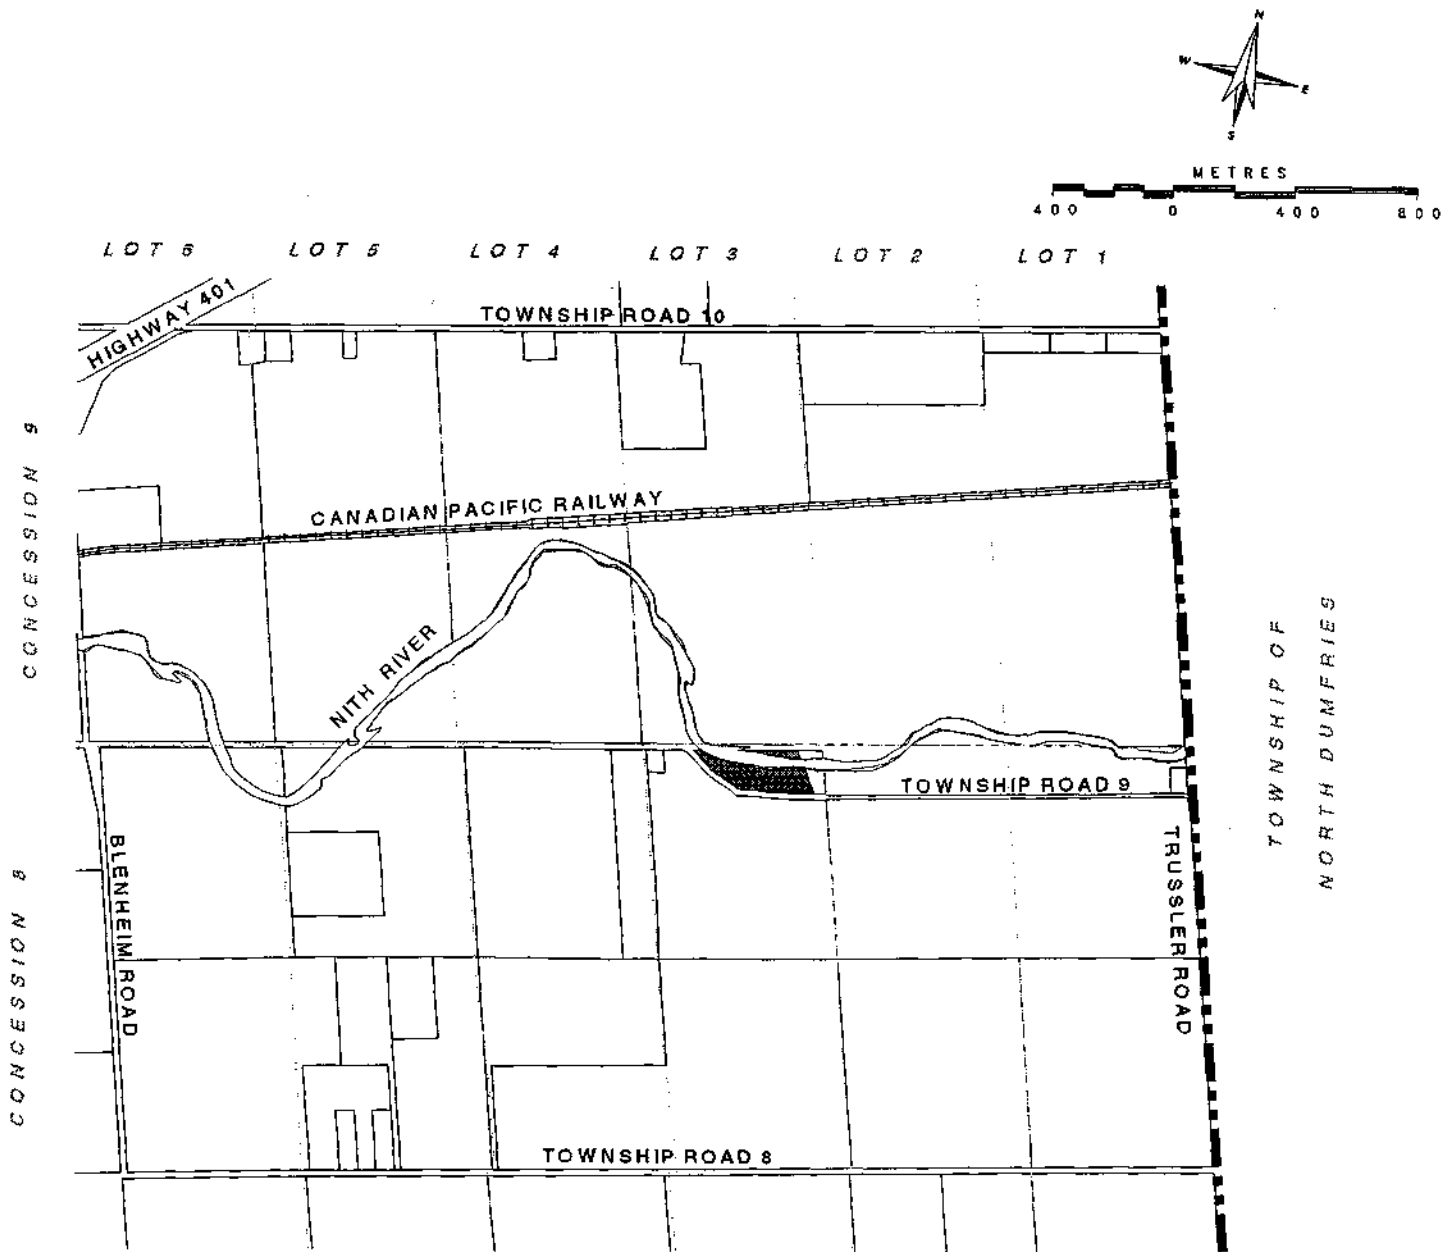 N
W
E
S
METRES
400 0 400 800
LOT 6 LOT 5 LOT 4 LOT 3 LOT 2 LOT 1
HIGHWAY 401
TOWNSHIP ROAD 10
CONCESSION 9
CANADIAN PACIFIC RAILWAY
NITH RIVER
TOWNSHIP OF
NORTH DUMFRIES
TOWNSHIP ROAD 9
BLENHEIM ROAD
TRUSSLER ROAD
CONCESSION 8
TOWNSHIP ROAD 8